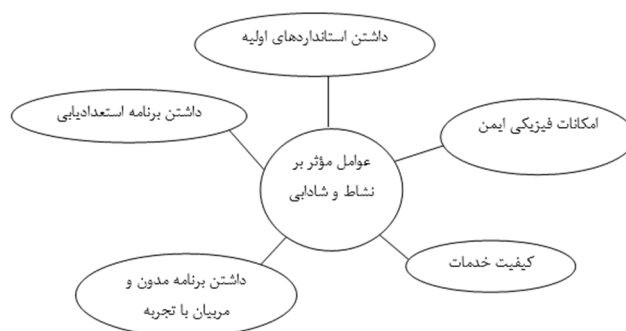 داشتن استانداردهای اولیه
امکانات فیزیکی ایمن
داشتن برنامه استعدادیابی
عوامل مؤثر بر
نشاط و شادابی
کیفیت خدمات
داشتن برنامه مدون و
مربیان با تجربه